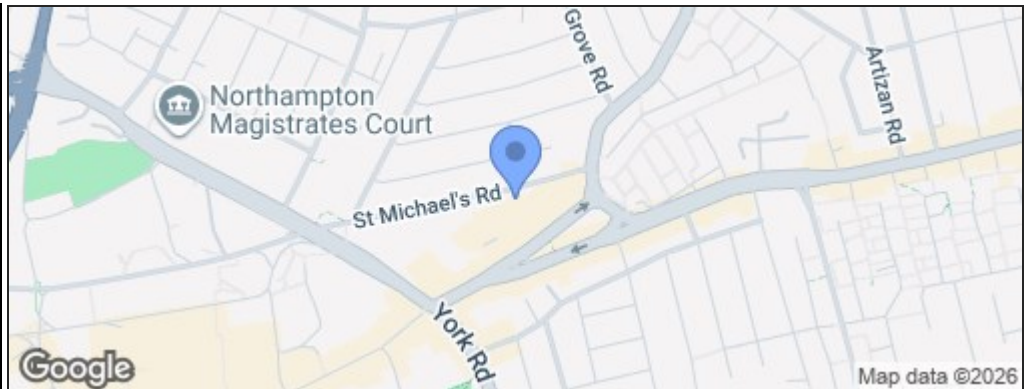 Grove Rd
Artizan Rd
Northampton
Magistrates Court
St Michael's Rd
York Rd
Google
Map data ©2026